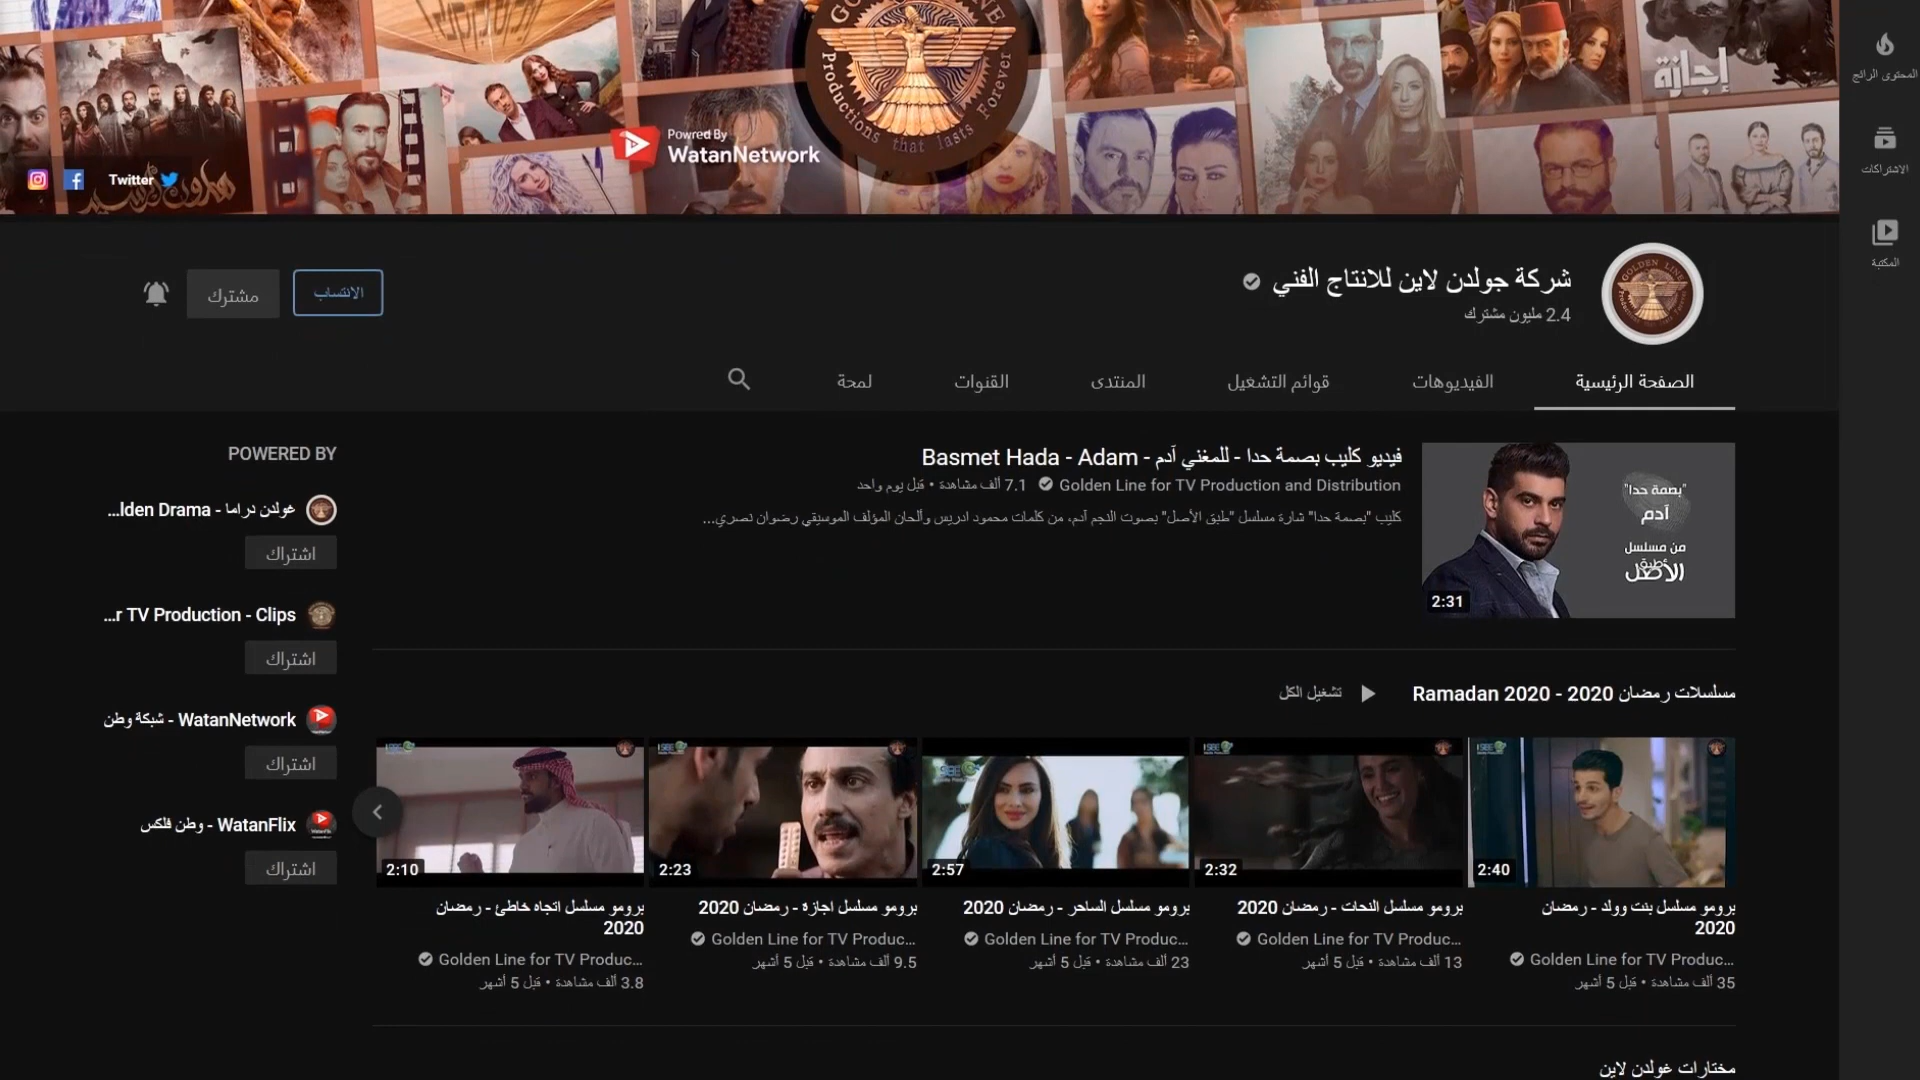 GOLDEN LINE
Productions that lasts Forever
Powred By
WatanNetwork
Twitter
إجازة
المحتوى الرائج
الاشتراكات
المكتبة
شركة جولدن لاين للانتاج الفني
2.4 مليون مشترك
الانتساب
مشترك
الصفحة الرئيسية
الفيديوهات
قوائم التشغيل
المنتدى
القنوات
لمحة
فيديو كليب بصمة حدا - للمغني آدم - Basmet Hada - Adam
Golden Line for TV Production and Distribution 7.1 ألف مشاهدة • قبل يوم واحد
كليب "بصمة حدا" شارة مسلسل "طبق الأصل" بصوت النجم آدم، من كلمات محمود ادريس وألحان المؤلف الموسيقي رضوان نصري...
"بصمة حدا"
آدم
من مسلسل
طبق
الأصل
2:31
مسلسلات رمضان 2020 - Ramadan 2020
تشغيل الكل
2:40
برومو مسلسل بنت وولد - رمضان
2020
Golden Line for TV Produc...
35 ألف مشاهدة • قبل 5 أشهر
2:32
برومو مسلسل النحات - رمضان 2020
Golden Line for TV Produc...
13 ألف مشاهدة • قبل 5 أشهر
2:57
برومو مسلسل الساحر - رمضان 2020
Golden Line for TV Produc...
23 ألف مشاهدة • قبل 5 أشهر
2:23
برومو مسلسل اجازة - رمضان 2020
Golden Line for TV Produc...
9.5 ألف مشاهدة • قبل 5 أشهر
2:10
برومو مسلسل اتجاه خاطئ - رمضان
2020
Golden Line for TV Produc...
3.8 ألف مشاهدة • قبل 5 أشهر
مختارات غولدن لاين
POWERED BY
غولدن دراما - lden Drama...
...r TV Production - Clips
اشتراك
اشتراك
WatanNetwork - شبكة وطن
اشتراك
WatanFlix - وطن فلكس
اشتراك